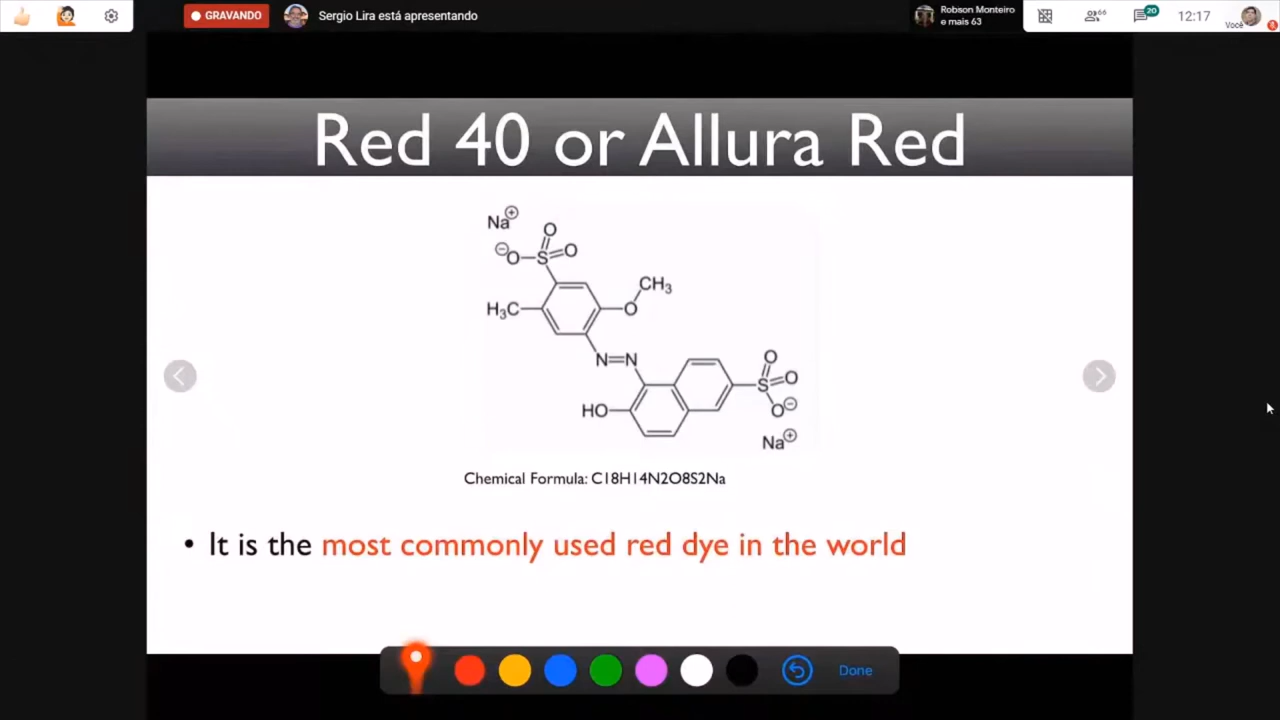 GRAVANDO
Sergio Lira está apresentando
Robson Monteiro
e mais 63
66
20
12:17
Você
Red 40 or Allura Red
Na⊕
O
⊖O–S=O
CH₃
H₃C
O
N=N
O
S=O
HO
O⊖
Na⊕
Chemical Formula: C18H14N2O8S2Na
• It is the most commonly used red dye in the world
Done